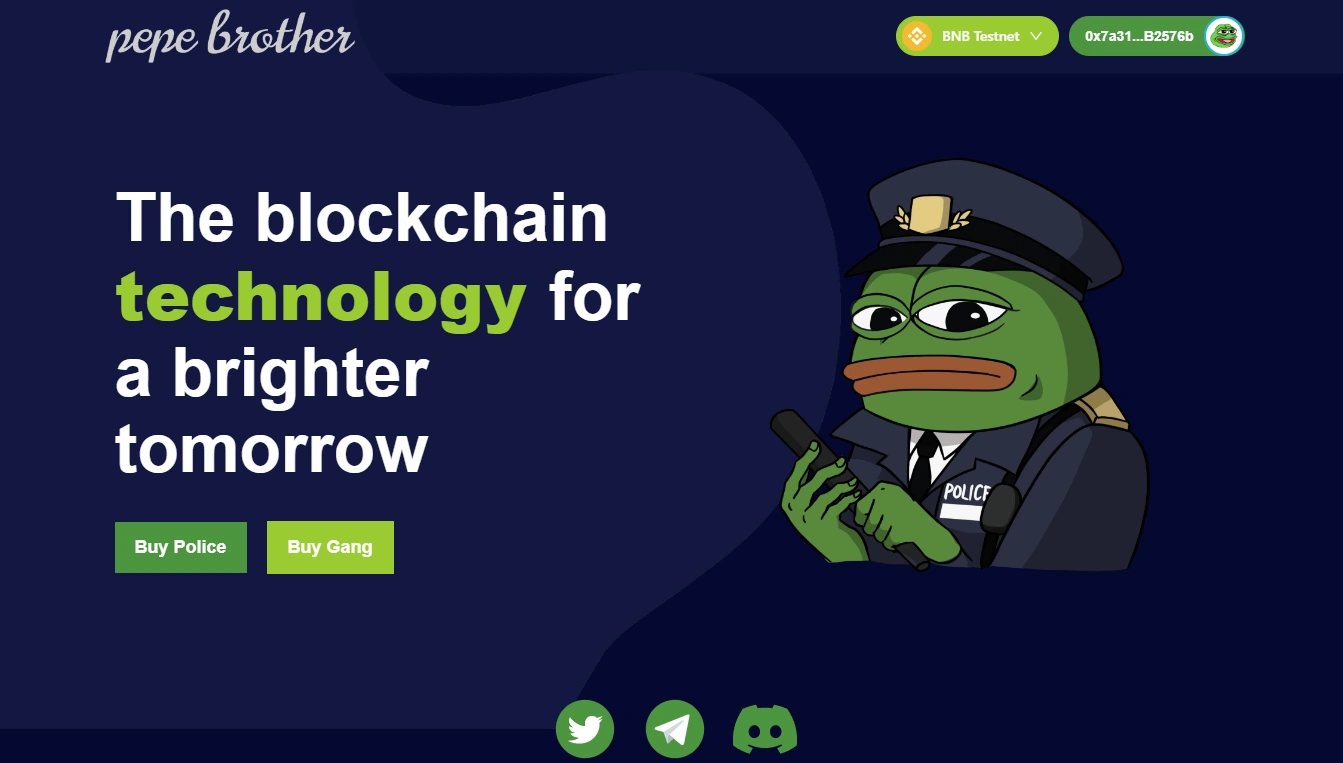 pepe brother
BNB Testnet
0x7a31...B2576b
The blockchain
technology for
a brighter
tomorrow
POLICE
Buy Police
Buy Gang